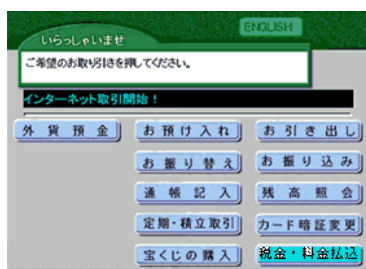 ENGLISH
いらっしゃいませ
ご希望のお取り引きを押してください。
インターネット取引開始！
外貨預金 お預け入れ お引き出し
お振り替え お振り込み
通帳記入 残高照会
定期・積立取引 カード暗証変更
宝くじの購入 税金・料金払込